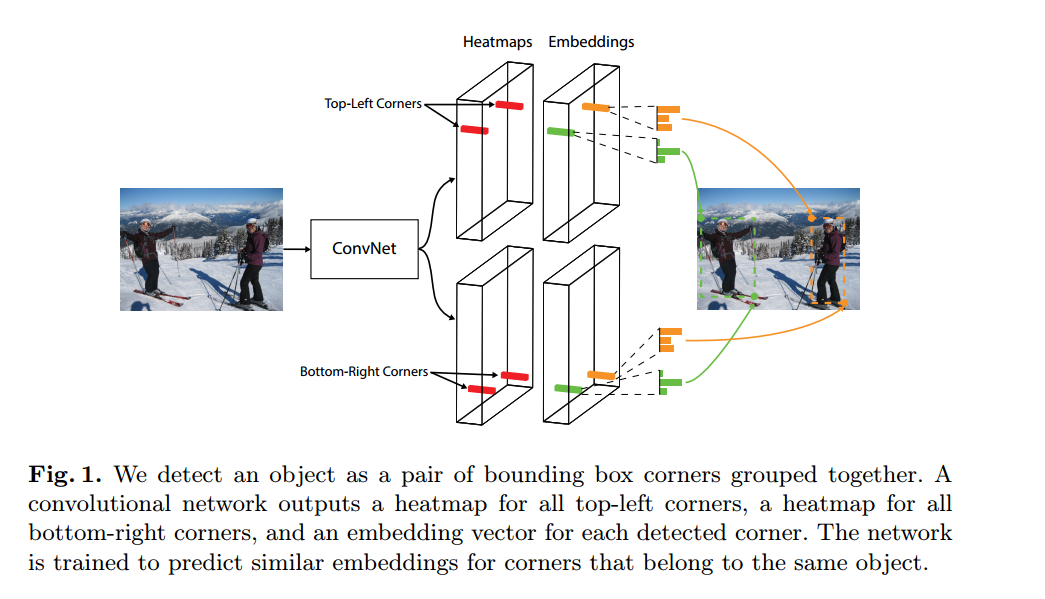 Heatmaps Embeddings
Top-Left Corners
ConvNet
Bottom-Right Corners
Fig. 1. We detect an object as a pair of bounding box corners grouped together. A
convolutional network outputs a heatmap for all top-left corners, a heatmap for all
bottom-right corners, and an embedding vector for each detected corner. The network
is trained to predict similar embeddings for corners that belong to the same object.